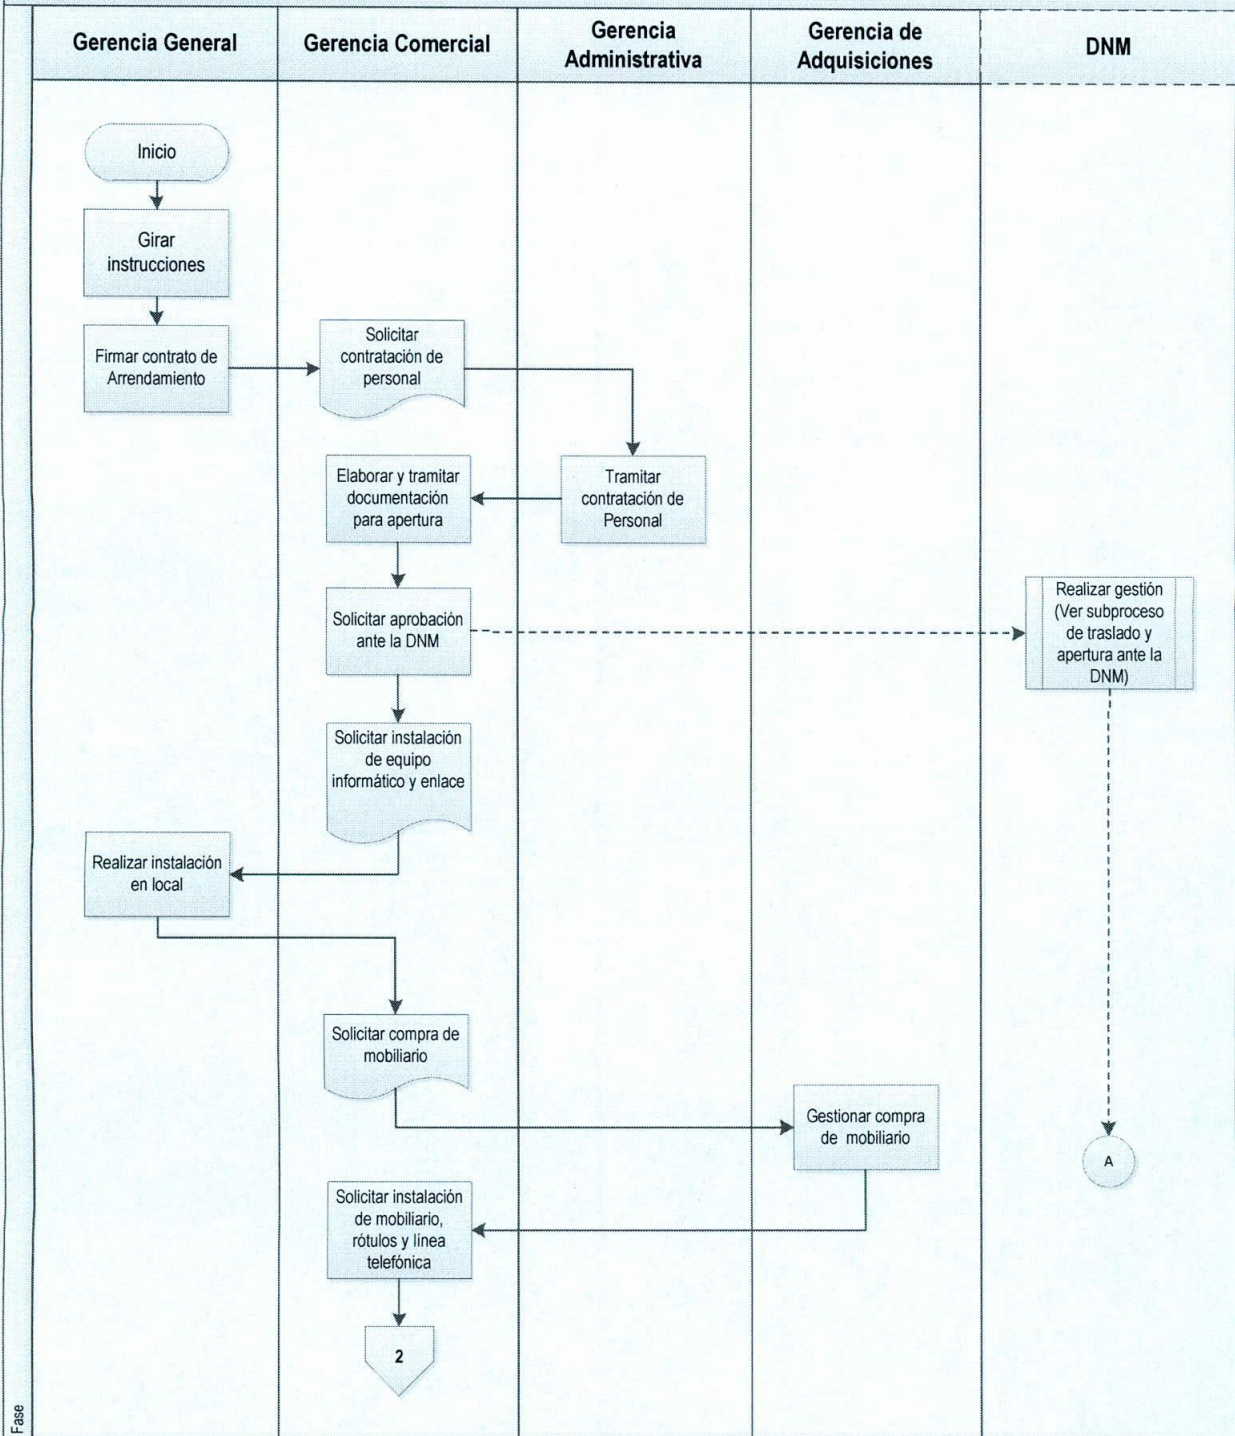 Gerencia General
Gerencia Comercial
Gerencia
Administrativa
Gerencia de
Adquisiciones
DNM
Inicio
Girar
instrucciones
Firmar contrato de
Arrendamiento
Solicitar
contratación de
personal
Elaborar y tramitar
documentación
para apertura
Tramitar
contratación de
Personal
Solicitar aprobación
ante la DNM
Realizar gestión
(Ver subproceso
de traslado y
apertura ante la
DNM)
Solicitar instalación
de equipo
informático y enlace
Realizar instalación
en local
Solicitar compra de
mobiliario
Gestionar compra
de mobiliario
A
Solicitar instalación
de mobiliario,
rótulos y línea
telefónica
2
Fase